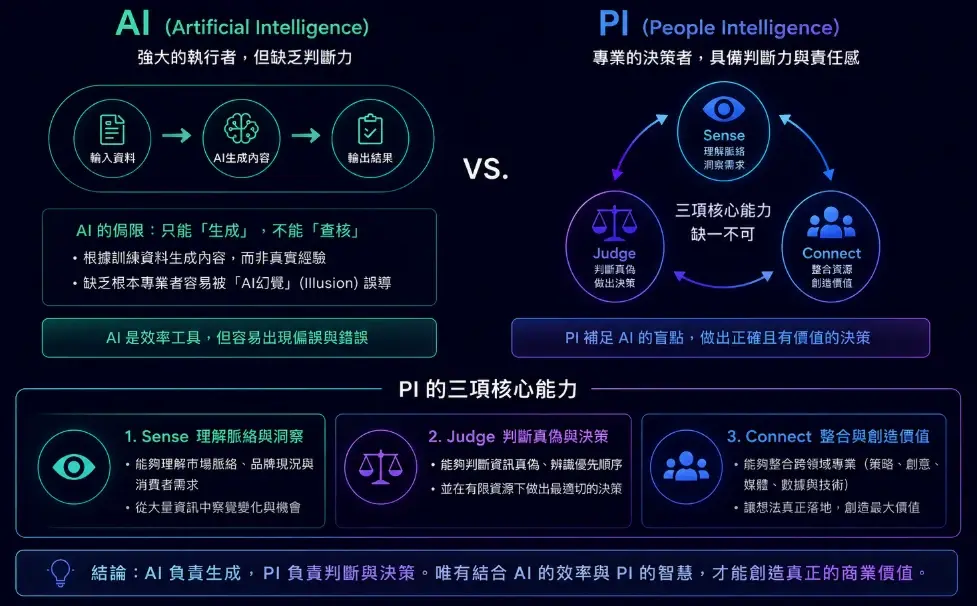 AI (Artificial Intelligence)
強大的執行者，但缺乏判斷力
輸入資料
AI生成內容
輸出結果
AI 的侷限：只能「生成」，不能「查核」
• 根據訓練資料生成內容，而非真實經驗
• 缺乏根本專業者容易被「AI幻覺」(Illusion) 誤導
AI 是效率工具，但容易出現偏誤與錯誤
VS.
PI (People Intelligence)
專業的決策者，具備判斷力與責任感
Sense
理解脈絡
洞察需求
三項核心能力
缺一不可
Judge
判斷真偽
做出決策
Connect
整合資源
創造價值
PI 補足 AI 的盲點，做出正確且有價值的決策
PI 的三項核心能力
1. Sense 理解脈絡與洞察
• 能夠理解市場脈絡、品牌現況與
消費者需求
• 從大量資訊中察覺變化與機會
2. Judge 判斷真偽與決策
• 能夠判斷資訊真偽、辨識優先順序
• 並在有限資源下做出最適切的決策
3. Connect 整合與創造價值
• 能夠整合跨領域專業（策略、創意、
媒體、數據與技術）
• 讓想法真正落地，創造最大價值
結論：AI 負責生成，PI 負責判斷與決策。唯有結合 AI 的效率與 PI 的智慧，才能創造真正的商業價值。